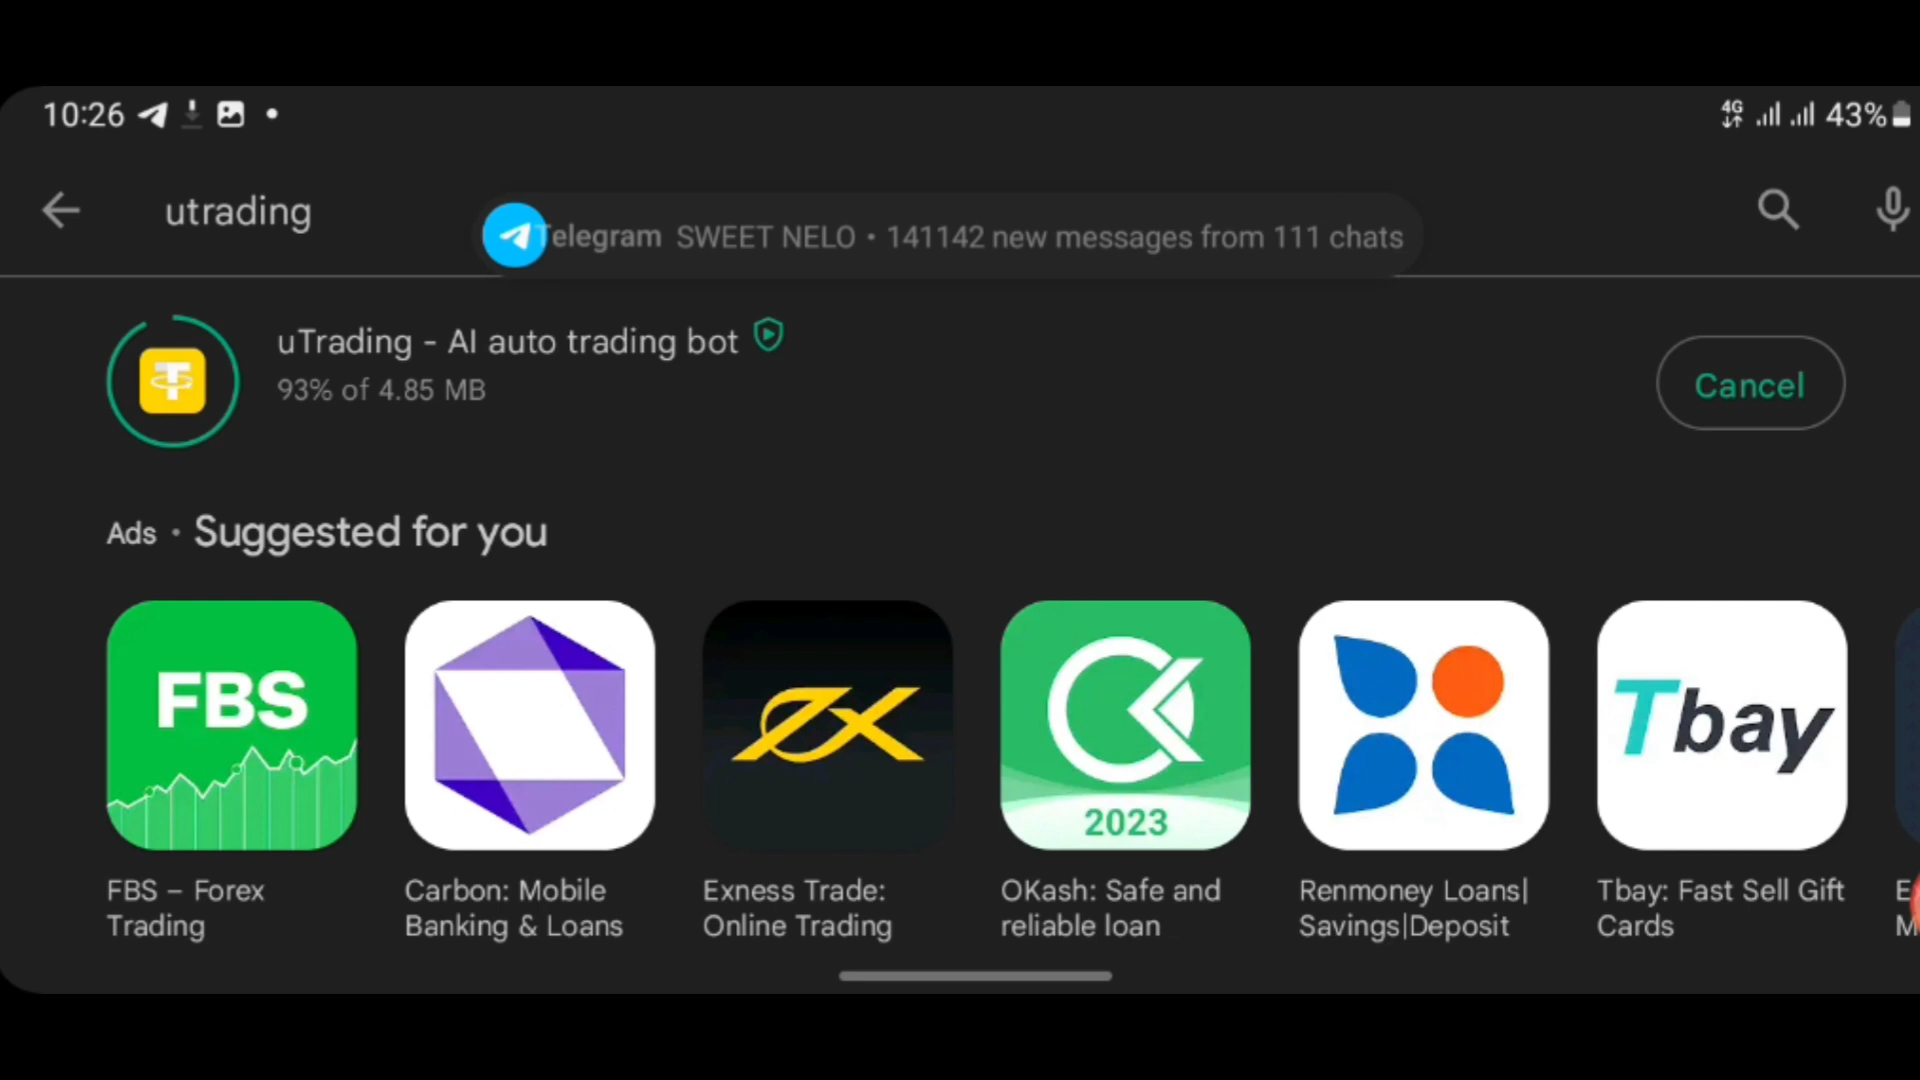 10:26
4G 43%
utrading
Telegram SWEET NELO • 141142 new messages from 111 chats
uTrading - AI auto trading bot
93% of 4.85 MB
Cancel
Ads • Suggested for you
FBS
2023
Tbay
FBS – Forex Trading
Carbon: Mobile Banking & Loans
Exness Trade: Online Trading
OKash: Safe and reliable loan
Renmoney Loans| Savings|Deposit
Tbay: Fast Sell Gift Cards